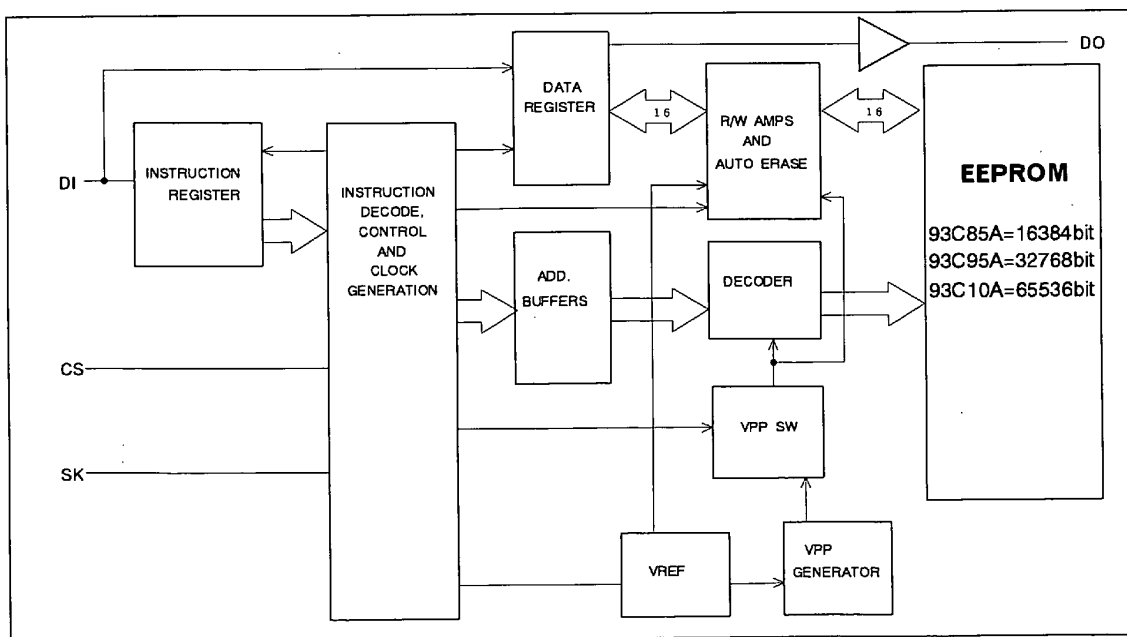 DO
DATA
REGISTER
16
R/W AMPS
AND
AUTO ERASE
16
EEPROM
93C85A=16384bit
93C95A=32768bit
93C10A=65536bit
DI
INSTRUCTION
REGISTER
INSTRUCTION
DECODE,
CONTROL
AND
CLOCK
GENERATION
ADD.
BUFFERS
DECODER
CS
VPP SW
SK
VREF
VPP
GENERATOR